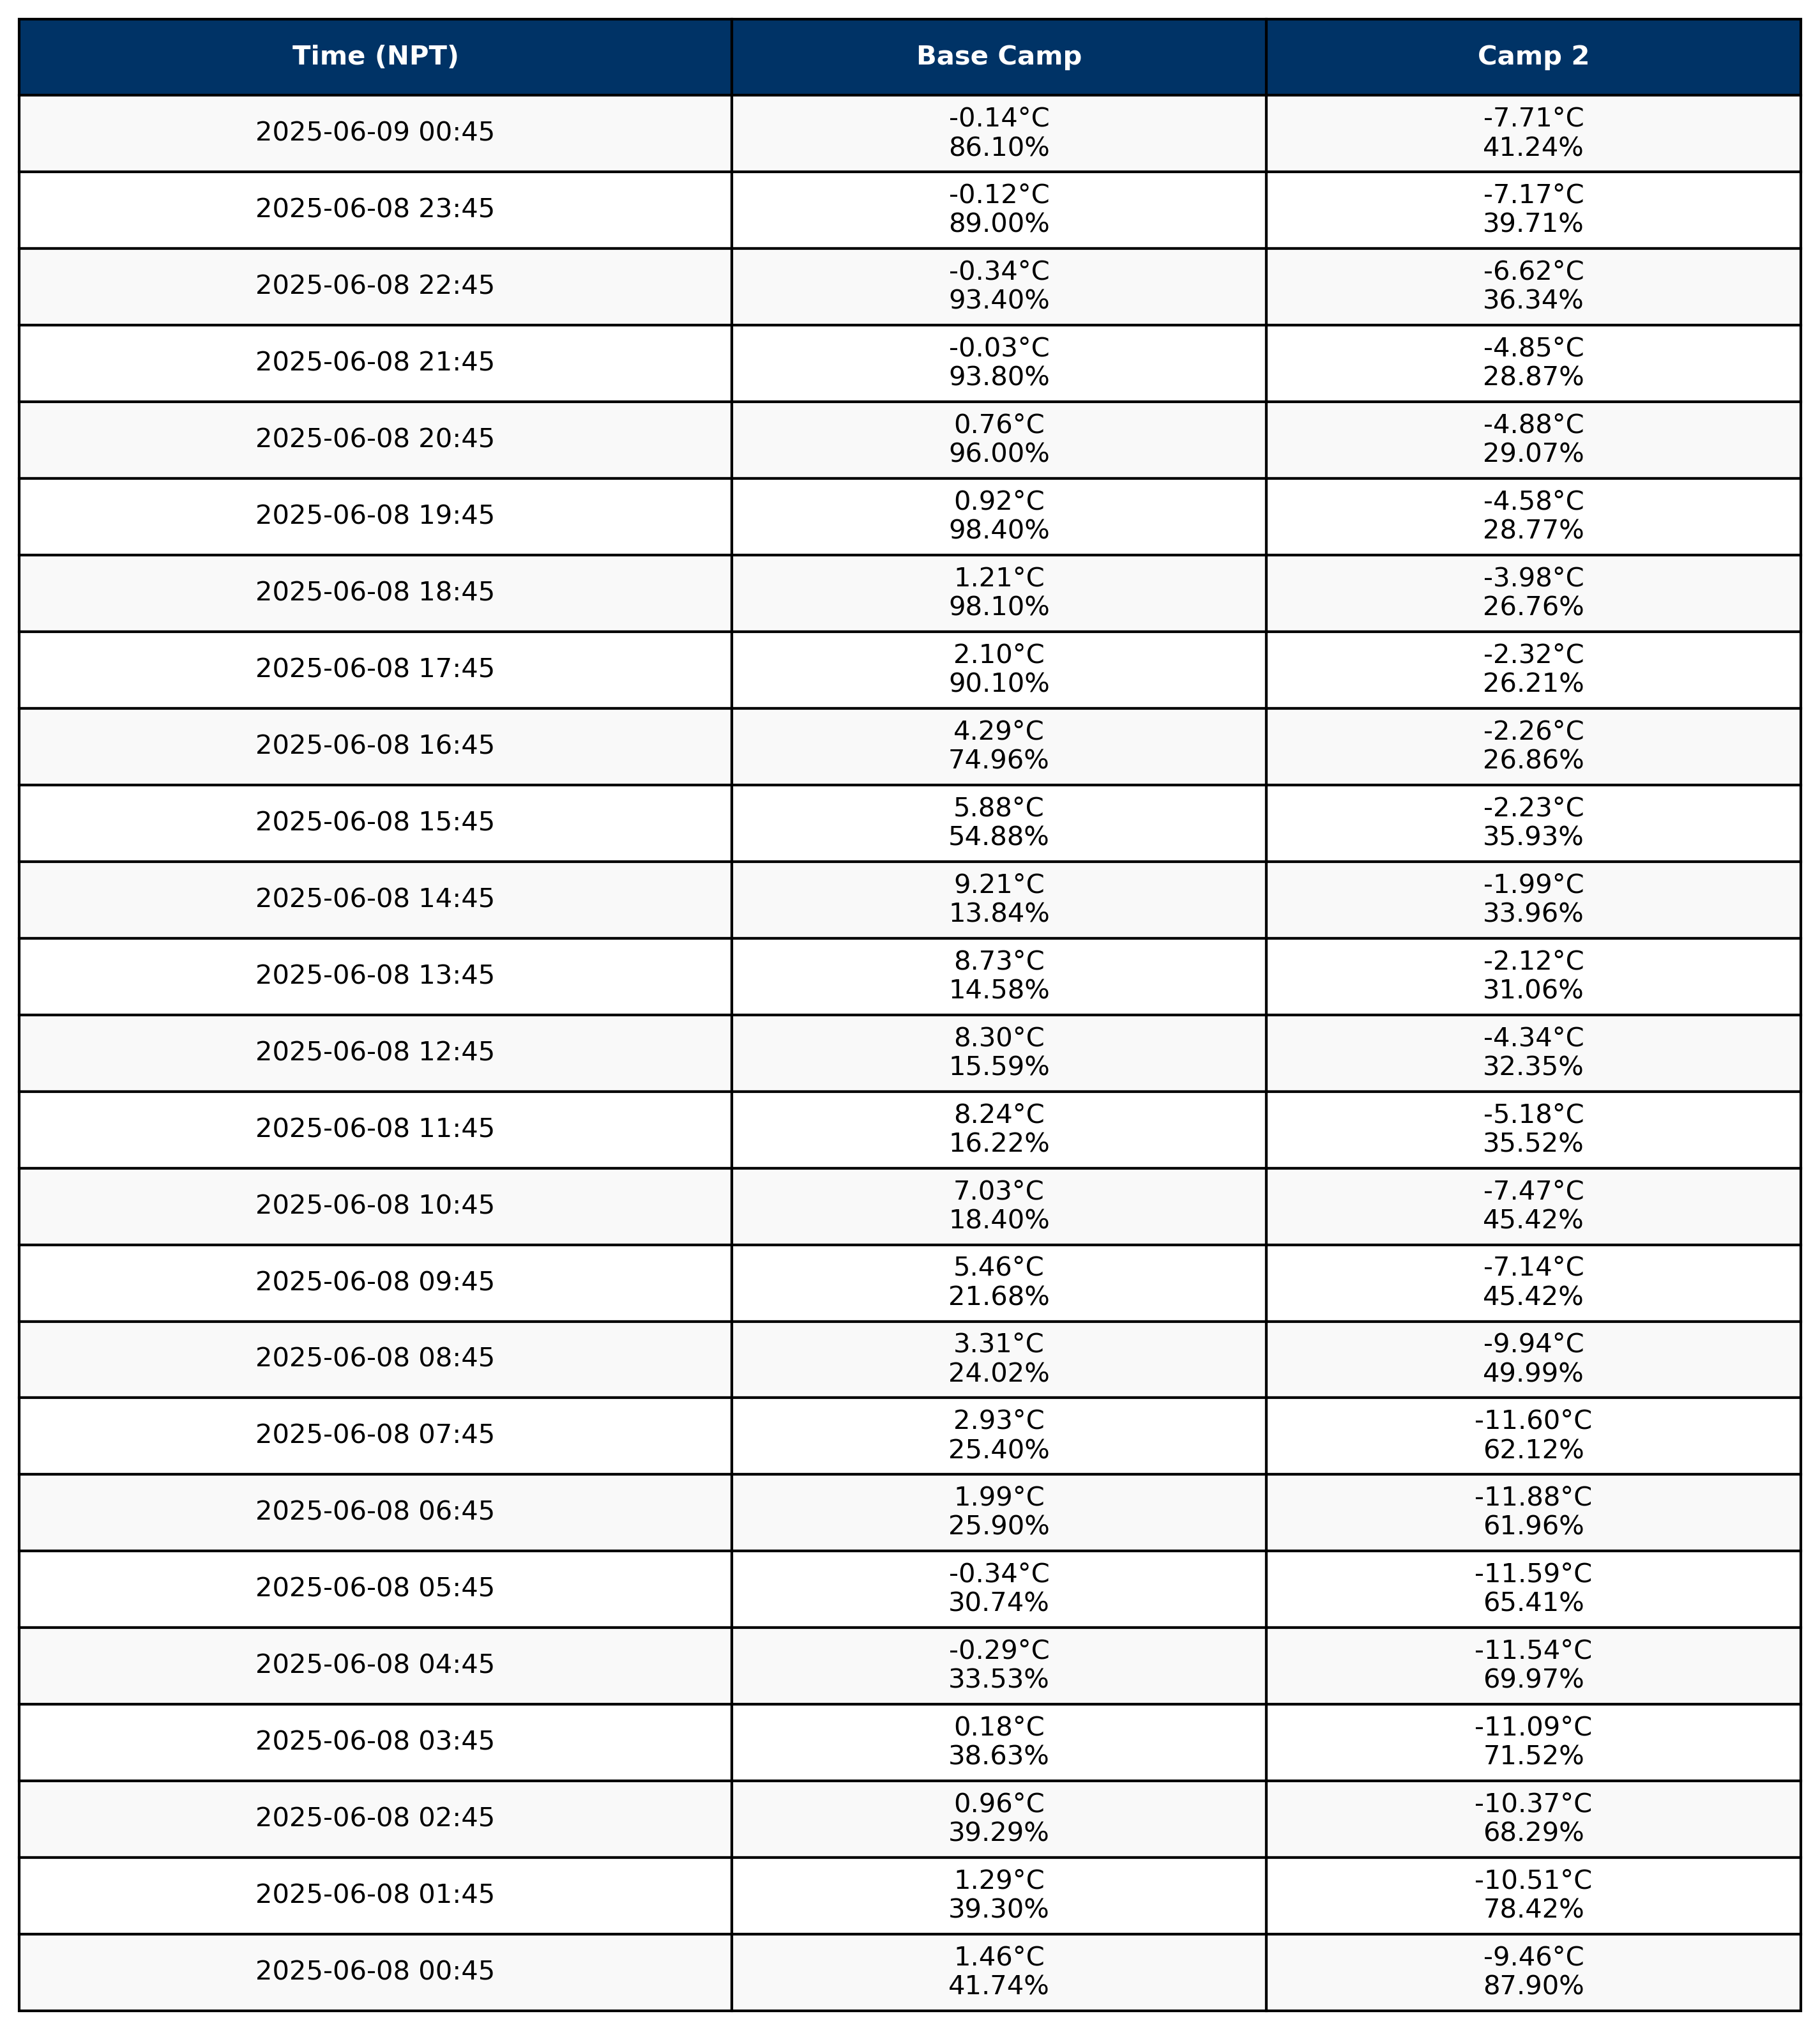 Time (NPT) Base Camp Camp 2
2025-06-09 00:45 -0.14°C -7.71°C
86.10% 41.24%
2025-06-08 23:45 -0.12°C -7.17°C
89.00% 39.71%
2025-06-08 22:45 -0.34°C -6.62°C
93.40% 36.34%
2025-06-08 21:45 -0.03°C -4.85°C
93.80% 28.87%
2025-06-08 20:45 0.76°C -4.88°C
96.00% 29.07%
2025-06-08 19:45 0.92°C -4.58°C
98.40% 28.77%
2025-06-08 18:45 1.21°C -3.98°C
98.10% 26.76%
2025-06-08 17:45 2.10°C -2.32°C
90.10% 26.21%
2025-06-08 16:45 4.29°C -2.26°C
74.96% 26.86%
2025-06-08 15:45 5.88°C -2.23°C
54.88% 35.93%
2025-06-08 14:45 9.21°C -1.99°C
13.84% 33.96%
2025-06-08 13:45 8.73°C -2.12°C
14.58% 31.06%
2025-06-08 12:45 8.30°C -4.34°C
15.59% 32.35%
2025-06-08 11:45 8.24°C -5.18°C
16.22% 35.52%
2025-06-08 10:45 7.03°C -7.47°C
18.40% 45.42%
2025-06-08 09:45 5.46°C -7.14°C
21.68% 45.42%
2025-06-08 08:45 3.31°C -9.94°C
24.02% 49.99%
2025-06-08 07:45 2.93°C -11.60°C
25.40% 62.12%
2025-06-08 06:45 1.99°C -11.88°C
25.90% 61.96%
2025-06-08 05:45 -0.34°C -11.59°C
30.74% 65.41%
2025-06-08 04:45 -0.29°C -11.54°C
33.53% 69.97%
2025-06-08 03:45 0.18°C -11.09°C
38.63% 71.52%
2025-06-08 02:45 0.96°C -10.37°C
39.29% 68.29%
2025-06-08 01:45 1.29°C -10.51°C
39.30% 78.42%
2025-06-08 00:45 1.46°C -9.46°C
41.74% 87.90%